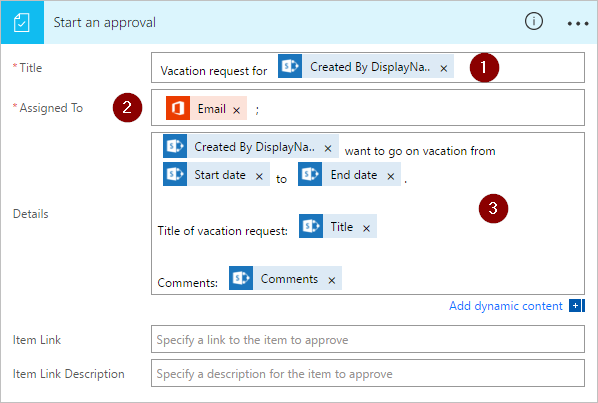 Start an approval
* Title
Vacation request for Created By DisplayNa.. x
1
* Assigned To
2
Email x ;
Created By DisplayNa.. x want to go on vacation from
Start date x to End date x .
Details
3
Title of vacation request: Title x
Comments: Comments x
Add dynamic content
Item Link
Specify a link to the item to approve
Item Link Description
Specify a description for the item to approve